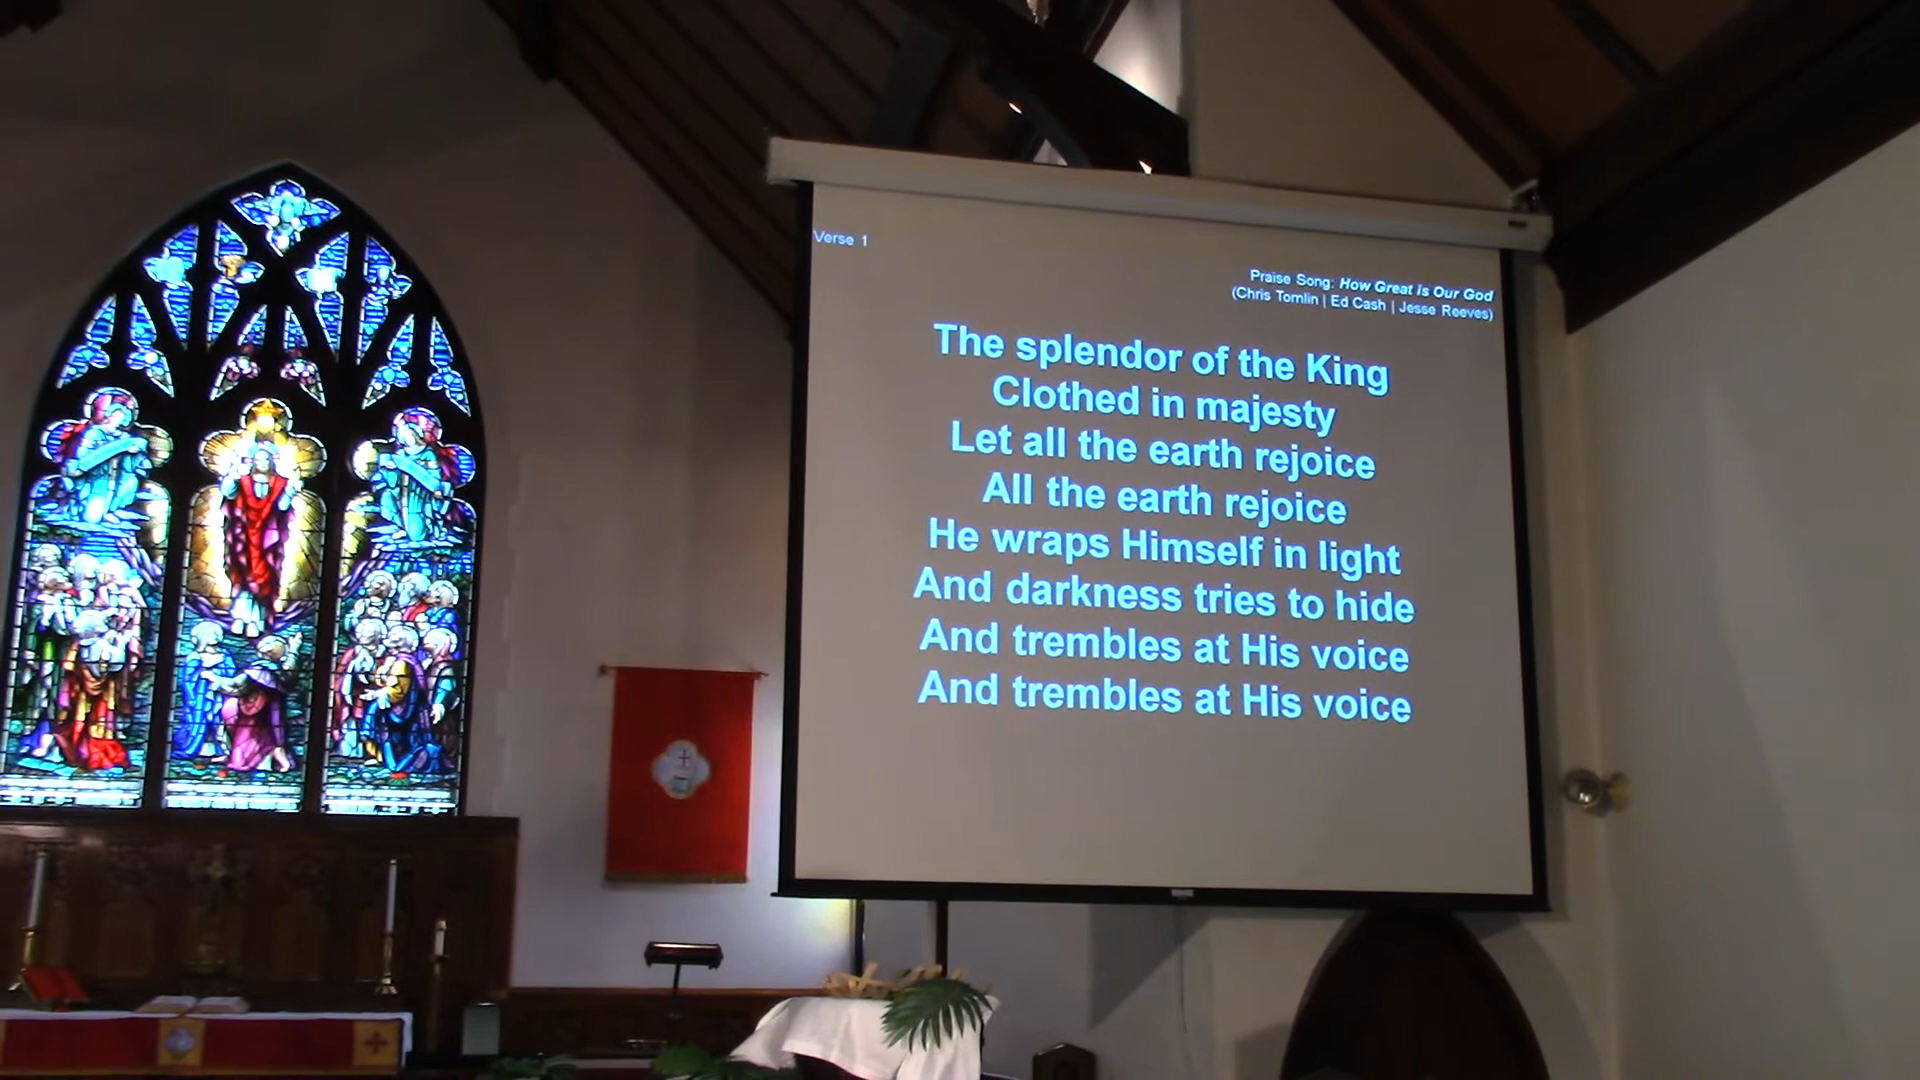 Verse 1
Praise Song: How Great is Our God
(Chris Tomlin | Ed Cash | Jesse Reeves)
The splendor of the King
Clothed in majesty
Let all the earth rejoice
All the earth rejoice
He wraps Himself in light
And darkness tries to hide
And trembles at His voice
And trembles at His voice